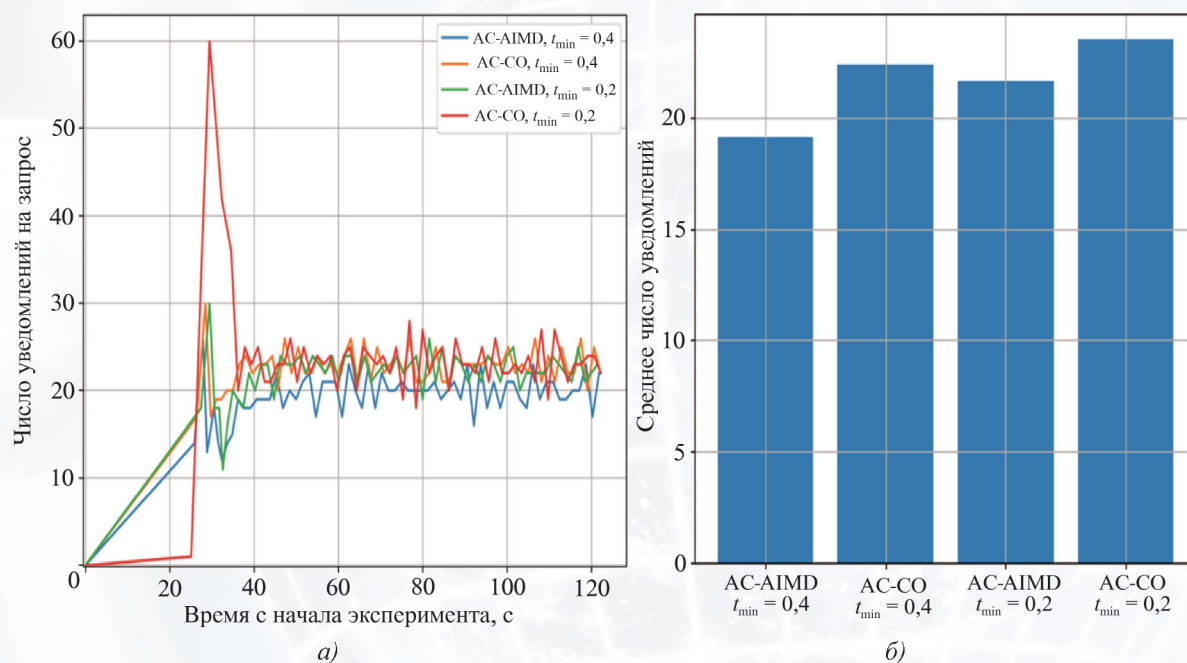 Число уведомлений на запрос
60
50
40
30
20
10
0
20
40
60
80
100
120
AC-AIMD, tmin = 0,4
AC-CO, tmin = 0,4
AC-AIMD, tmin = 0,2
AC-CO, tmin = 0,2
Время с начала эксперимента, с
а)
Среднее число уведомлений
20
15
10
5
0
AC-AIMD
tmin = 0,4
AC-CO
tmin = 0,4
AC-AIMD
tmin = 0,2
AC-CO
tmin = 0,2
б)